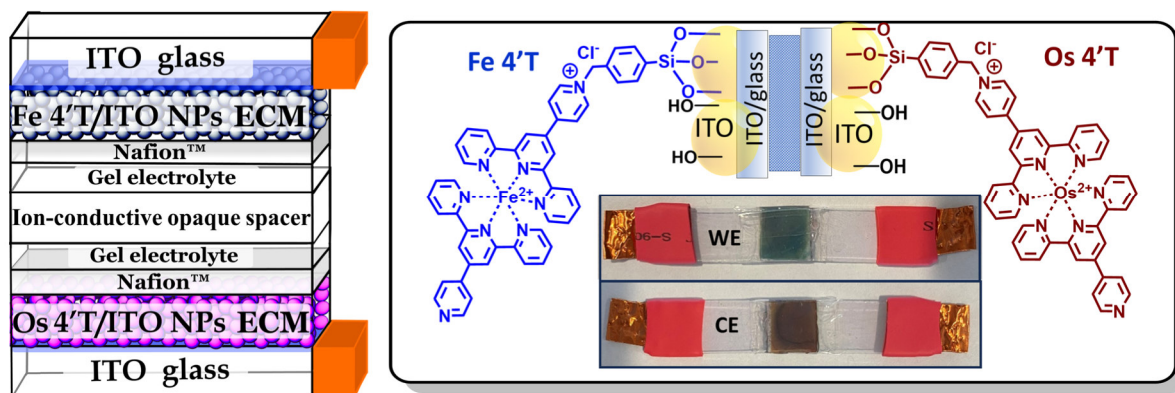 ITO glass
Fe 4'T/ITO NPs ECM
Nafion™
Gel electrolyte
Ion-conductive opaque spacer
Gel electrolyte
Nafion™
Os 4'T/ITO NPs ECM
ITO glass
Fe 4'T
Cl⁻
N
Si
O
O
O
HO
HO
ITO
ITO/glass
ITO/glass
ITO
OH
OH
O
O
O
Si
Cl⁻
N
Os 4'T
N
N
N
N
Fe²⁺
N
N
N
N
N
N
N
N
Os²⁺
N
N
N
N
WE
CE